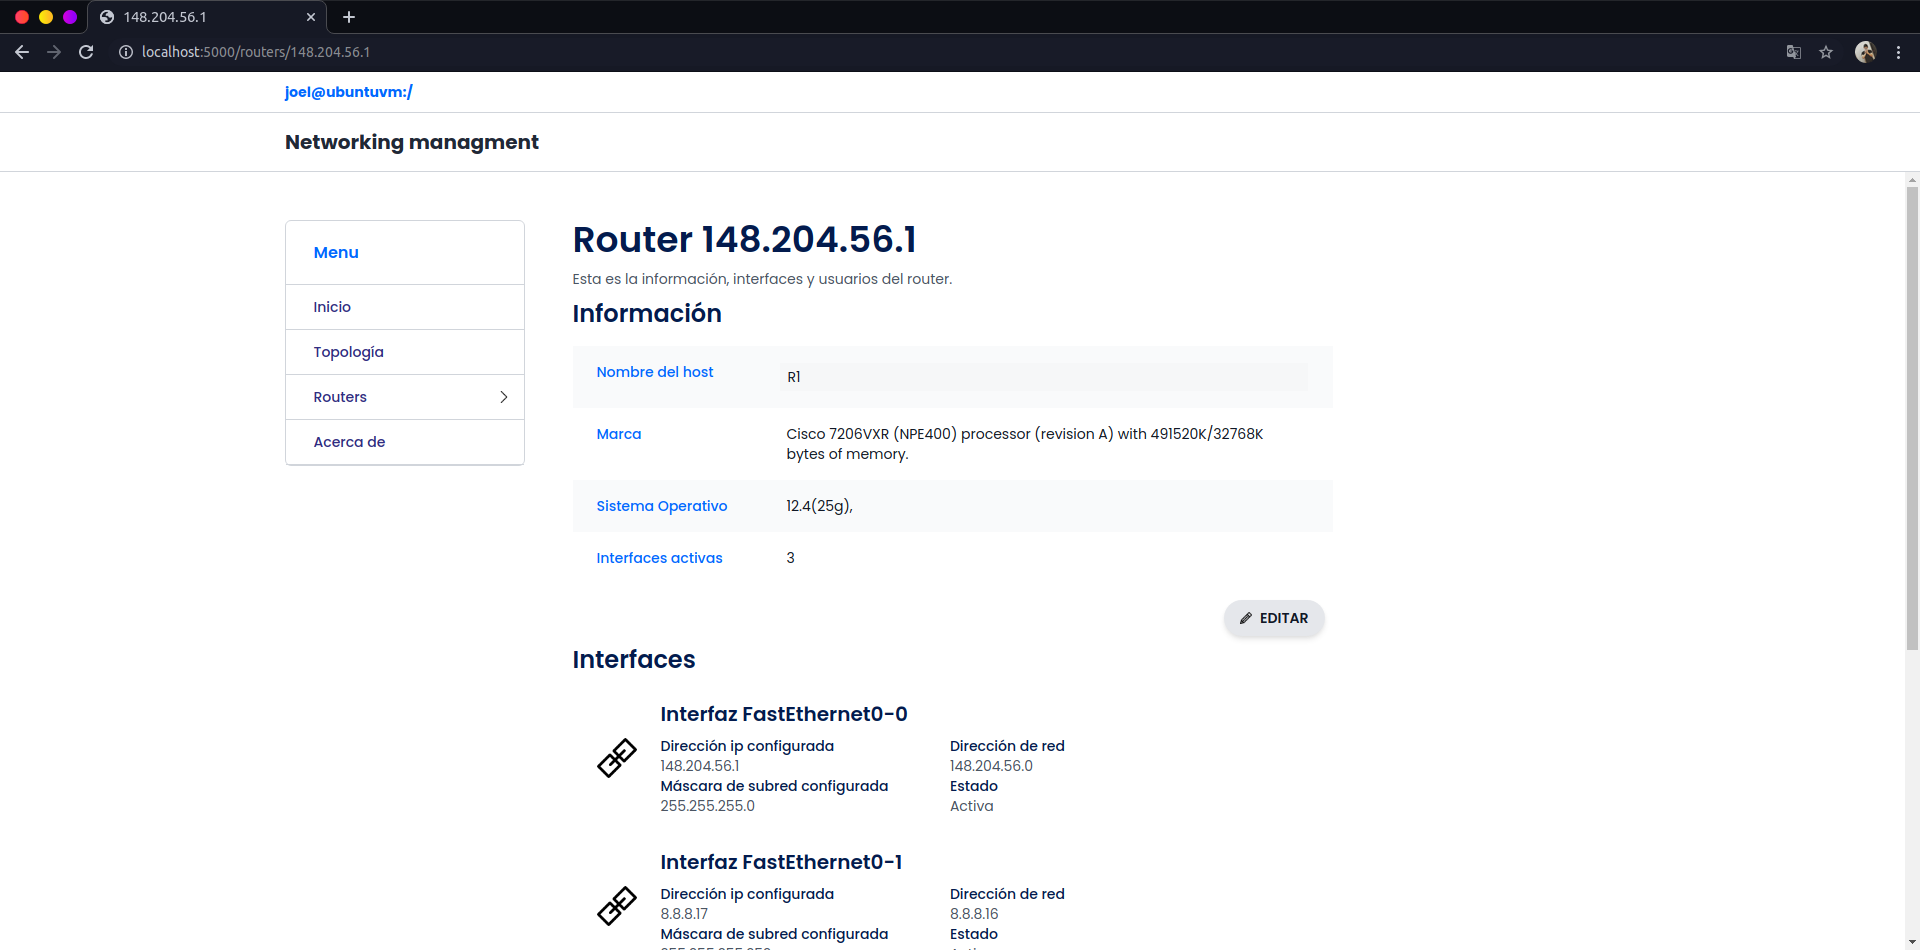 148.204.56.1
localhost:5000/routers/148.204.56.1
joel@ubuntuvm:/
Networking managment
Menu
Inicio
Topología
Routers
Acerca de
Router 148.204.56.1
Esta es la información, interfaces y usuarios del router.
Información
Nombre del host R1
Marca Cisco 7206VXR (NPE400) processor (revision A) with 491520K/32768K
bytes of memory.
Sistema Operativo 12.4(25g),
Interfaces activas 3
EDITAR
Interfaces
Interfaz FastEthernet0-0
Dirección ip configurada Dirección de red
148.204.56.1 148.204.56.0
Máscara de subred configurada Estado
255.255.255.0 Activa
Interfaz FastEthernet0-1
Dirección ip configurada Dirección de red
8.8.8.17 8.8.8.16
Máscara de subred configurada Estado